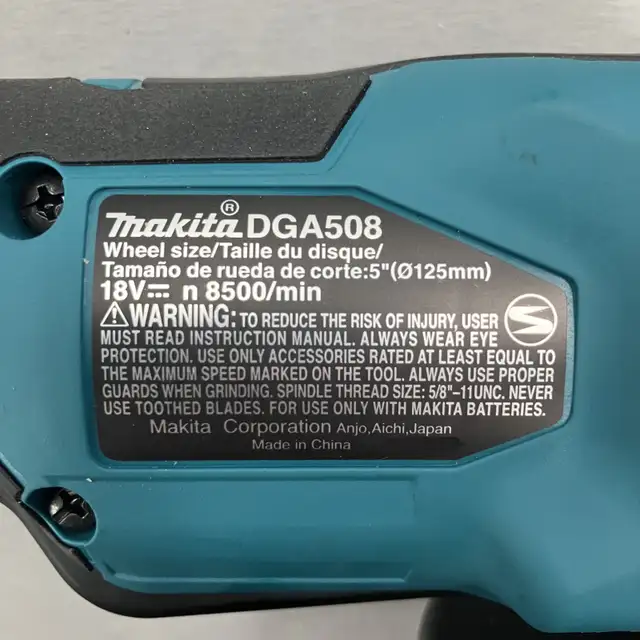 makita® DGA508
Wheel size/Taille du disque/
Tamaño de rueda de corte:5"(Ø125mm)
18V⎓ n 8500/min
⚠WARNING: TO REDUCE THE RISK OF INJURY, USER
MUST READ INSTRUCTION MANUAL. ALWAYS WEAR EYE
PROTECTION. USE ONLY ACCESSORIES RATED AT LEAST EQUAL TO
THE MAXIMUM SPEED MARKED ON THE TOOL. ALWAYS USE PROPER
GUARDS WHEN GRINDING. SPINDLE THREAD SIZE: 5/8"–11UNC. NEVER
USE TOOTHED BLADES. FOR USE ONLY WITH MAKITA BATTERIES.
Makita Corporation Anjo,Aichi,Japan
Made in China